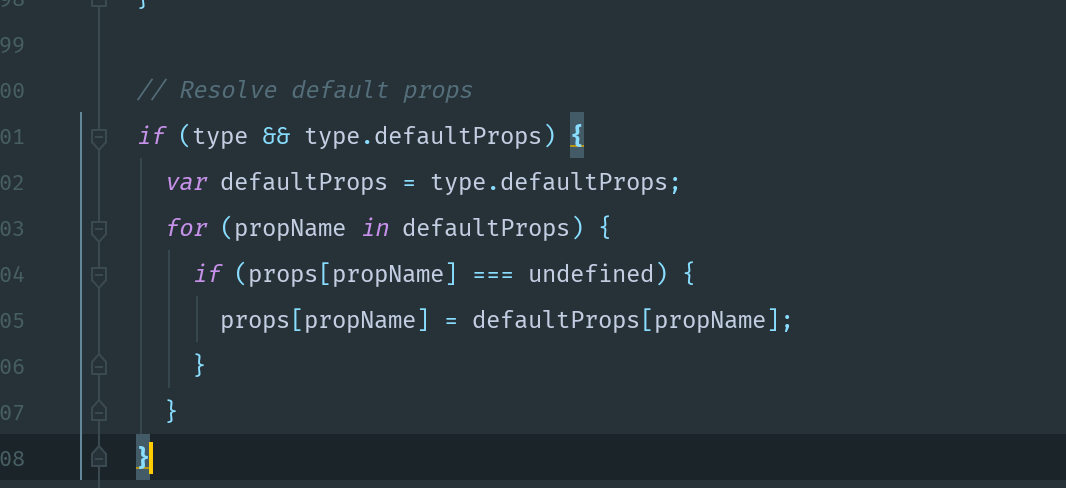 98 }
99
00 // Resolve default props
01 if (type && type.defaultProps) {
02 var defaultProps = type.defaultProps;
03 for (propName in defaultProps) {
04 if (props[propName] === undefined) {
05 props[propName] = defaultProps[propName];
06 }
07 }
08 }